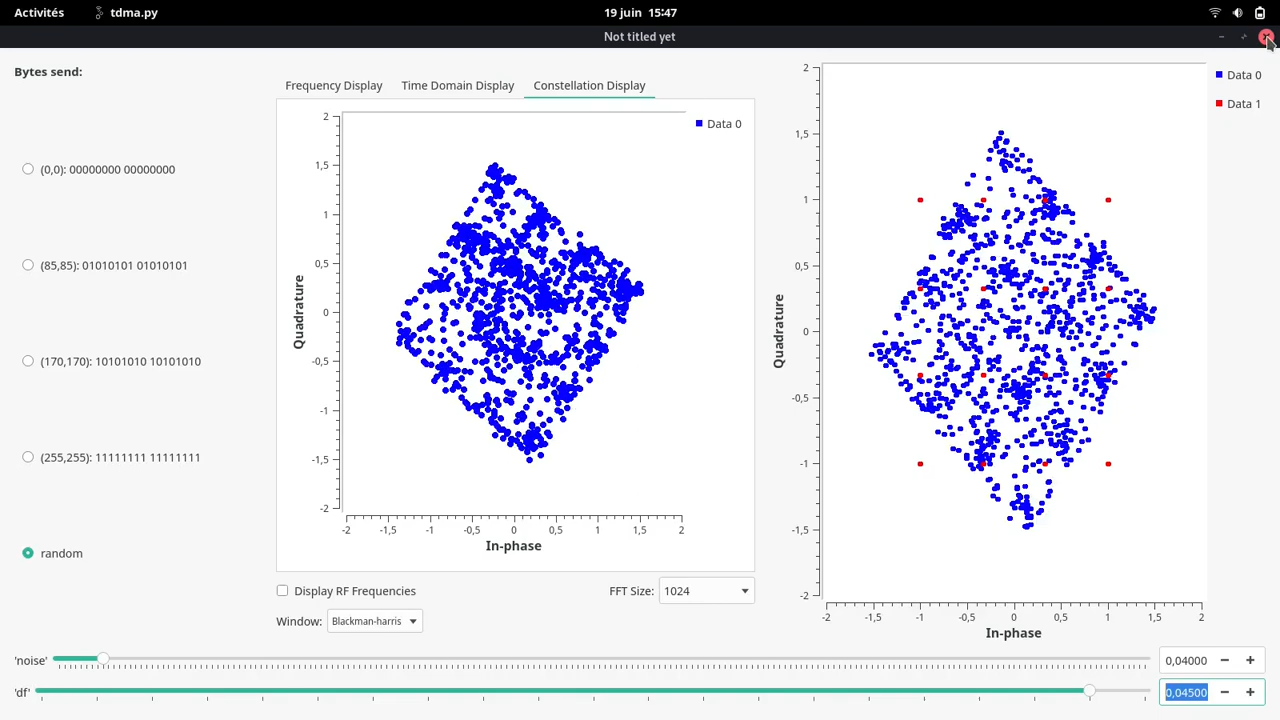 Activités
tdma.py
19 juin 15:47
Not titled yet
Bytes send:
(0,0): 00000000 00000000
(85,85): 01010101 01010101
(170,170): 10101010 10101010
(255,255): 11111111 11111111
random
Frequency Display
Time Domain Display
Constellation Display
2
1,5
1
0,5
0
-0,5
-1
-1,5
-2
Quadrature
-2 -1,5 -1 -0,5 0 0,5 1 1,5 2
In-phase
Data 0
Display RF Frequencies
FFT Size: 1024
Window: Blackman-harris
2
1,5
1
0,5
0
-0,5
-1
-1,5
-2
Quadrature
-2 -1,5 -1 -0,5 0 0,5 1 1,5 2
In-phase
Data 0
Data 1
'noise'
0,04000
'df'
0,04500